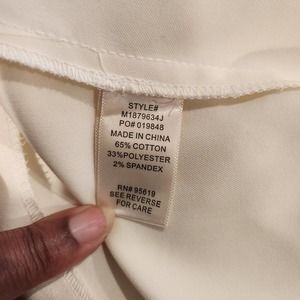 STYLE#
M1879634J
PO# 019848
MADE IN CHINA
65% COTTON
33%POLYESTER
2% SPANDEX
RN# 95619
SEE REVERSE
FOR CARE